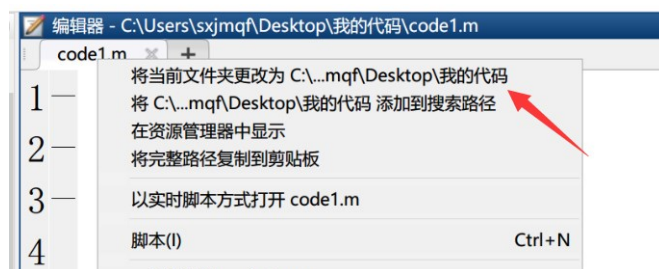 编辑器 - C:\Users\sxjmqf\Desktop\我的代码\code1.m
code1.m × +
将当前文件夹更改为 C:\...mqf\Desktop\我的代码
1 —
将 C:\...mqf\Desktop\我的代码 添加到搜索路径
在资源管理器中显示
2 —
将完整路径复制到剪贴板
3 —
以实时脚本方式打开 code1.m
脚本(I) Ctrl+N
4